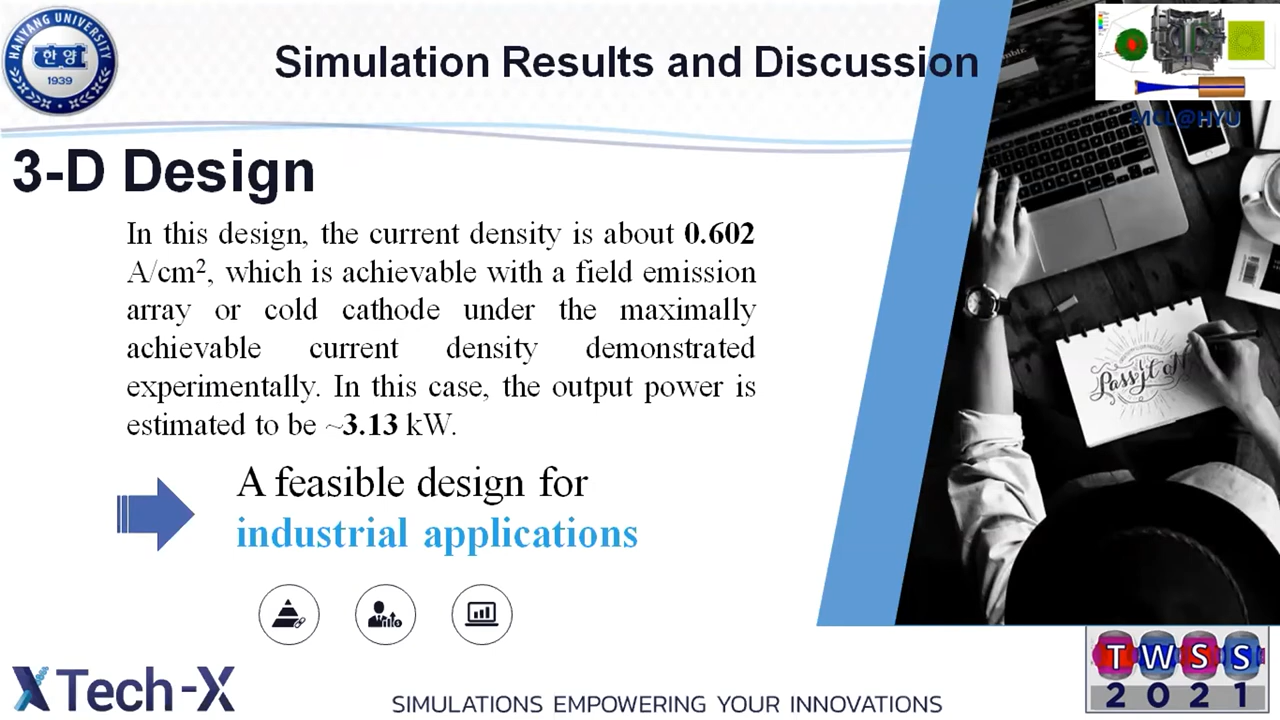 HANYANG UNIVERSITY
한양
1939
Simulation Results and Discussion
MCL@HYU
3-D Design
In this design, the current density is about 0.602
A/cm², which is achievable with a field emission
array or cold cathode under the maximally
achievable current density demonstrated
experimentally. In this case, the output power is
estimated to be ~3.13 kW.
Pass it on
A feasible design for
industrial applications
Tech-X
SIMULATIONS EMPOWERING YOUR INNOVATIONS
TWSS
2021